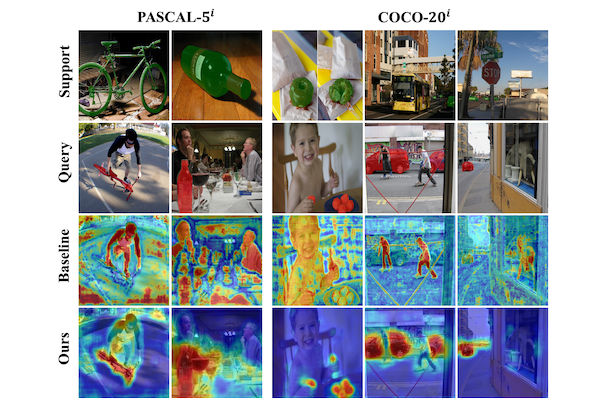 PASCAL-5ⁱ
COCO-20ⁱ
Support
STOP
Query
Baseline
Ours